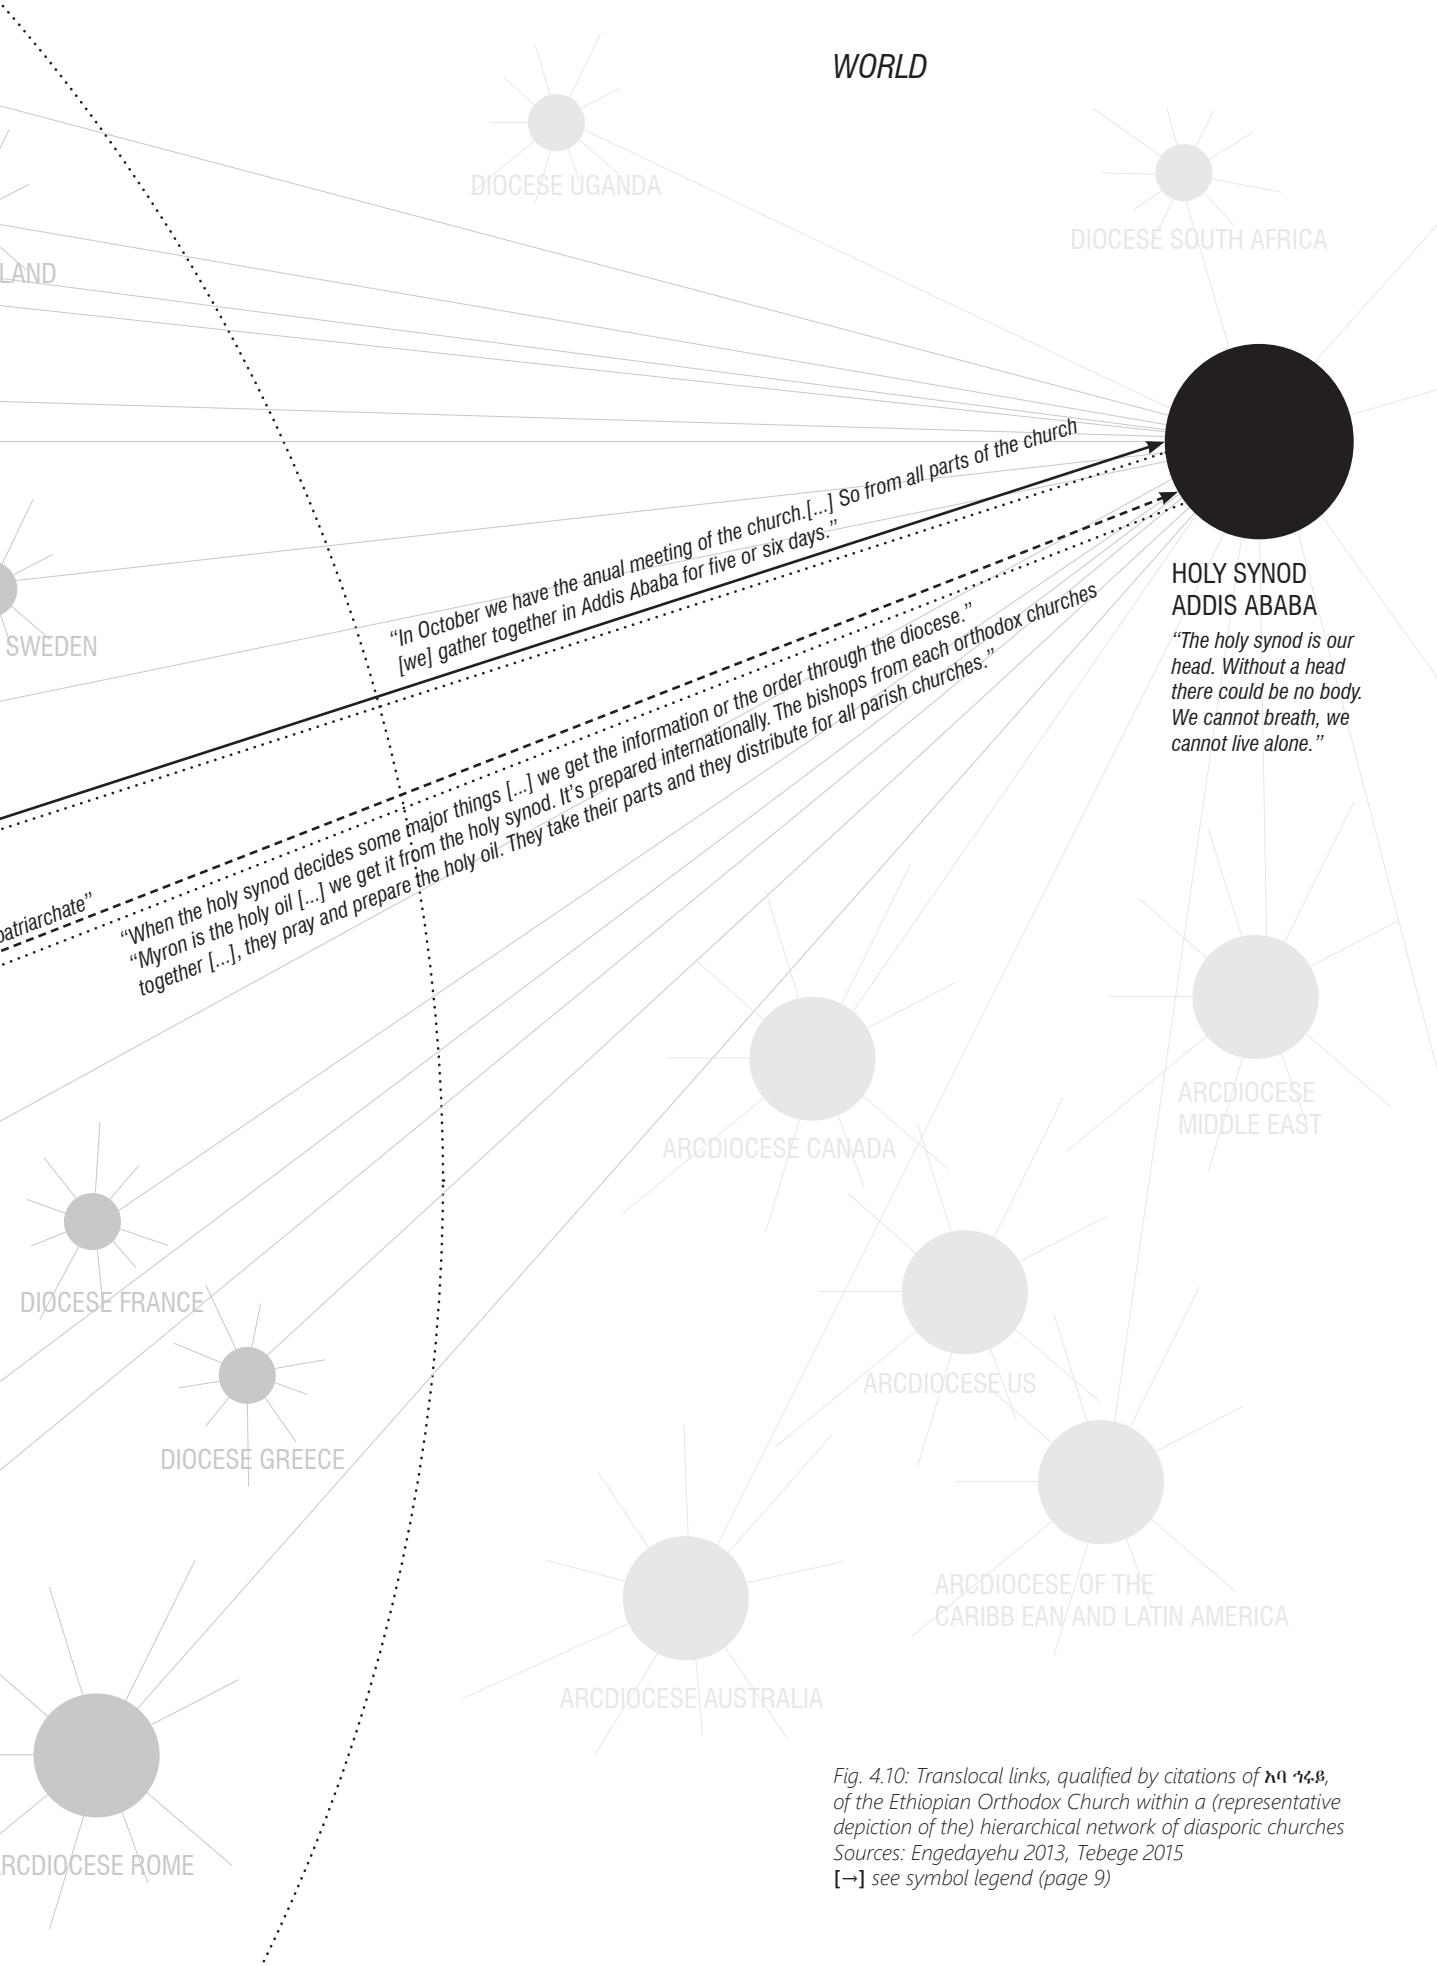 WORLD
DIOCESE UGANDA
DIOCESE SOUTH AFRICA
LAND
“In October we have the anual meeting of the church.[...] So from all parts of the church
[we] gather together in Addis Ababa for five or six days.”
HOLY SYNOD
ADDIS ABABA
“The holy synod is our
head. Without a head
there could be no body.
We cannot breath, we
cannot live alone.”
SWEDEN
patriarchate”
“When the holy synod decides some major things [...] we get the information or the order through the diocese.”
“Myron is the holy oil [...] we get it from the holy synod. It’s prepared internationally. The bishops from each orthodox churches
together [...], they pray and prepare the holy oil. They take their parts and they distribute for all parish churches.”
ARCDIOCESE
MIDDLE EAST
ARCDIOCESE CANADA
DIOCESE FRANCE
ARCDIOCESE US
DIOCESE GREECE
ARCDIOCESE OF THE
CARIBB EAN AND LATIN AMERICA
ARCDIOCESE AUSTRALIA
RCDIOCESE ROME
Fig. 4.10: Translocal links, qualified by citations of አባ ኅሩይ,
of the Ethiopian Orthodox Church within a (representative
depiction of the) hierarchical network of diasporic churches
Sources: Engedayehu 2013, Tebege 2015
[→] see symbol legend (page 9)